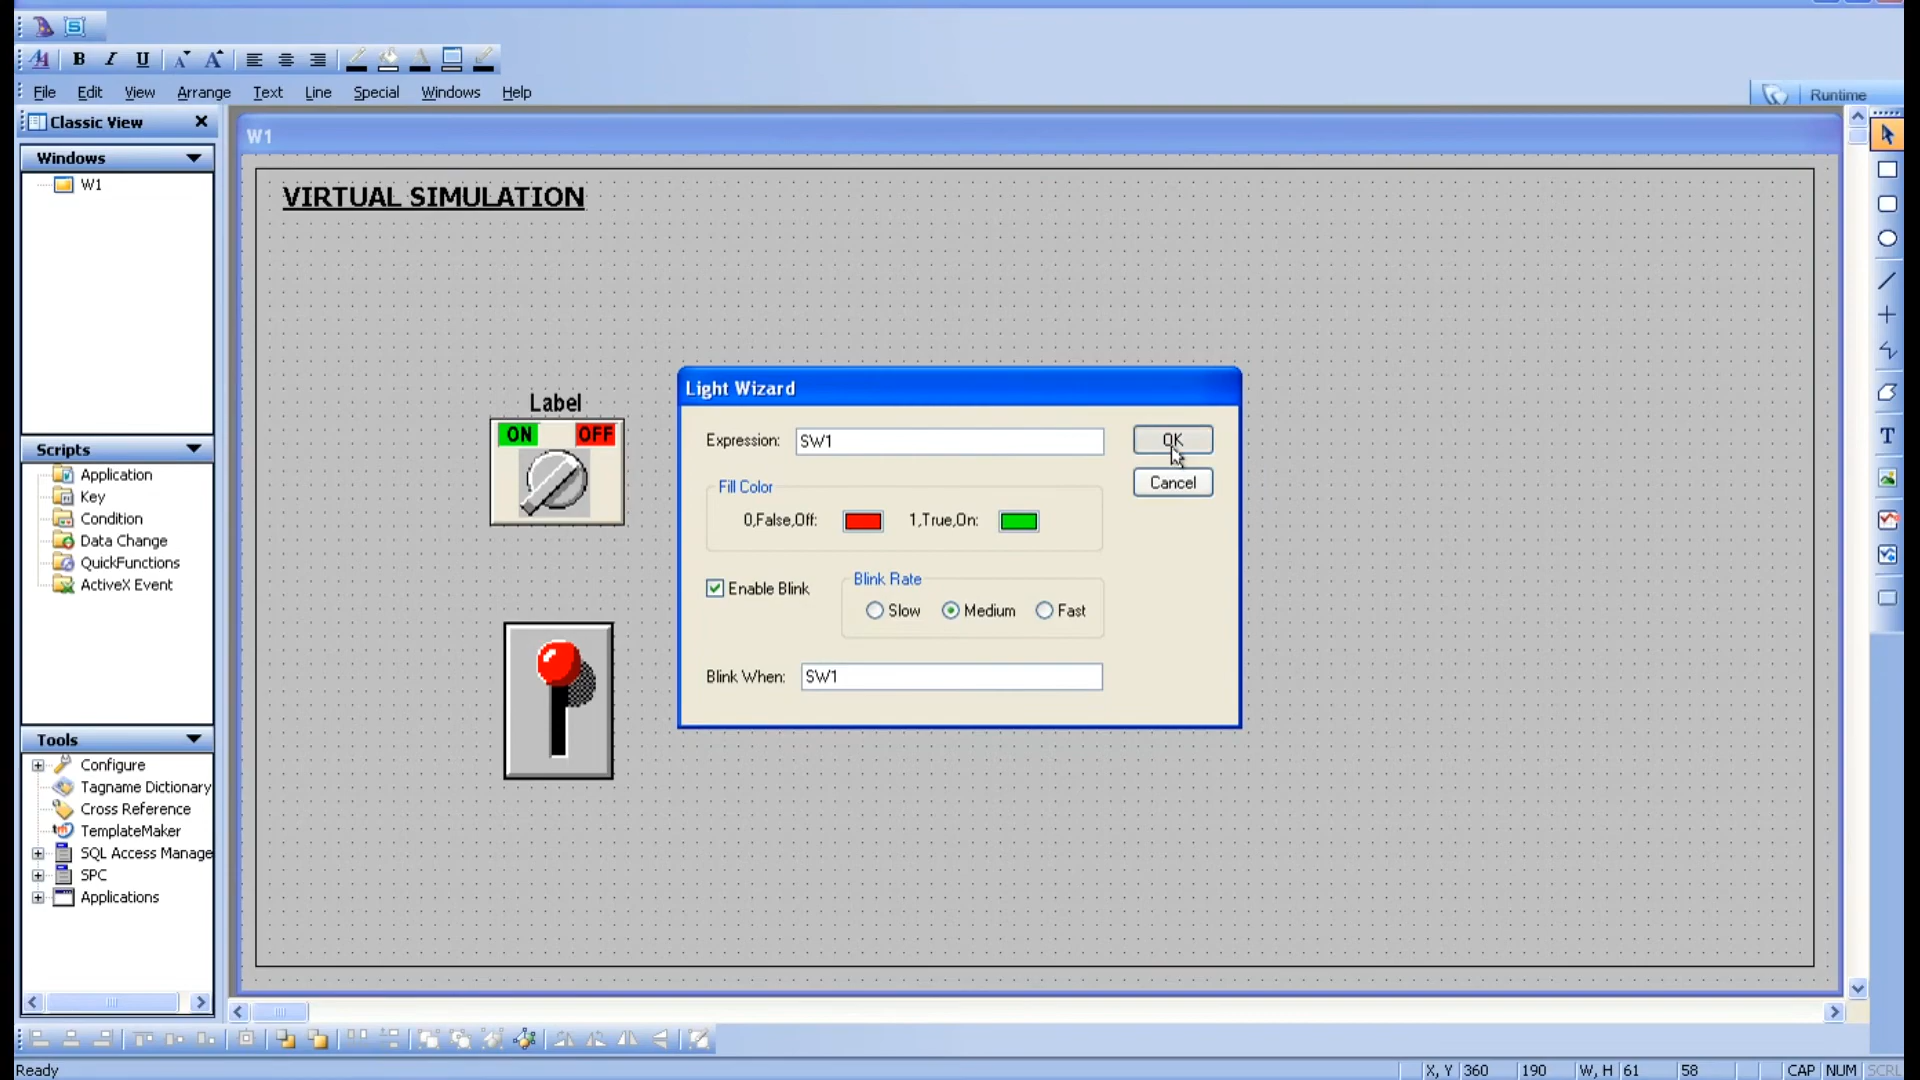 B I U
File Edit View Arrange Text Line Special Windows Help
Runtime
Classic View
W1
Windows
W1
VIRTUAL SIMULATION
Label
ON OFF
Light Wizard
Expression: SW1
OK
Cancel
Fill Color
0,False,Off: 1,True,On:
Enable Blink
Blink Rate
Slow Medium Fast
Blink When: SW1
Scripts
Application
Key
Condition
Data Change
QuickFunctions
ActiveX Event
Tools
Configure
Tagname Dictionary
Cross Reference
TemplateMaker
SQL Access Manage
SPC
Applications
Ready
X, Y 360 190 W, H 61 58 CAP NUM SCRL